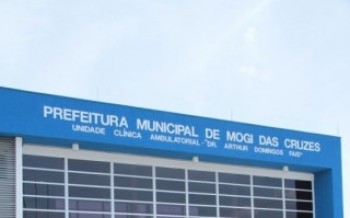 PREFEITURA MUNICIPAL DE MOGI DAS CRUZES
UNIDADE CLÍNICA AMBULATORIAL - "DR. ARTHUR DOMINGOS FAIS"